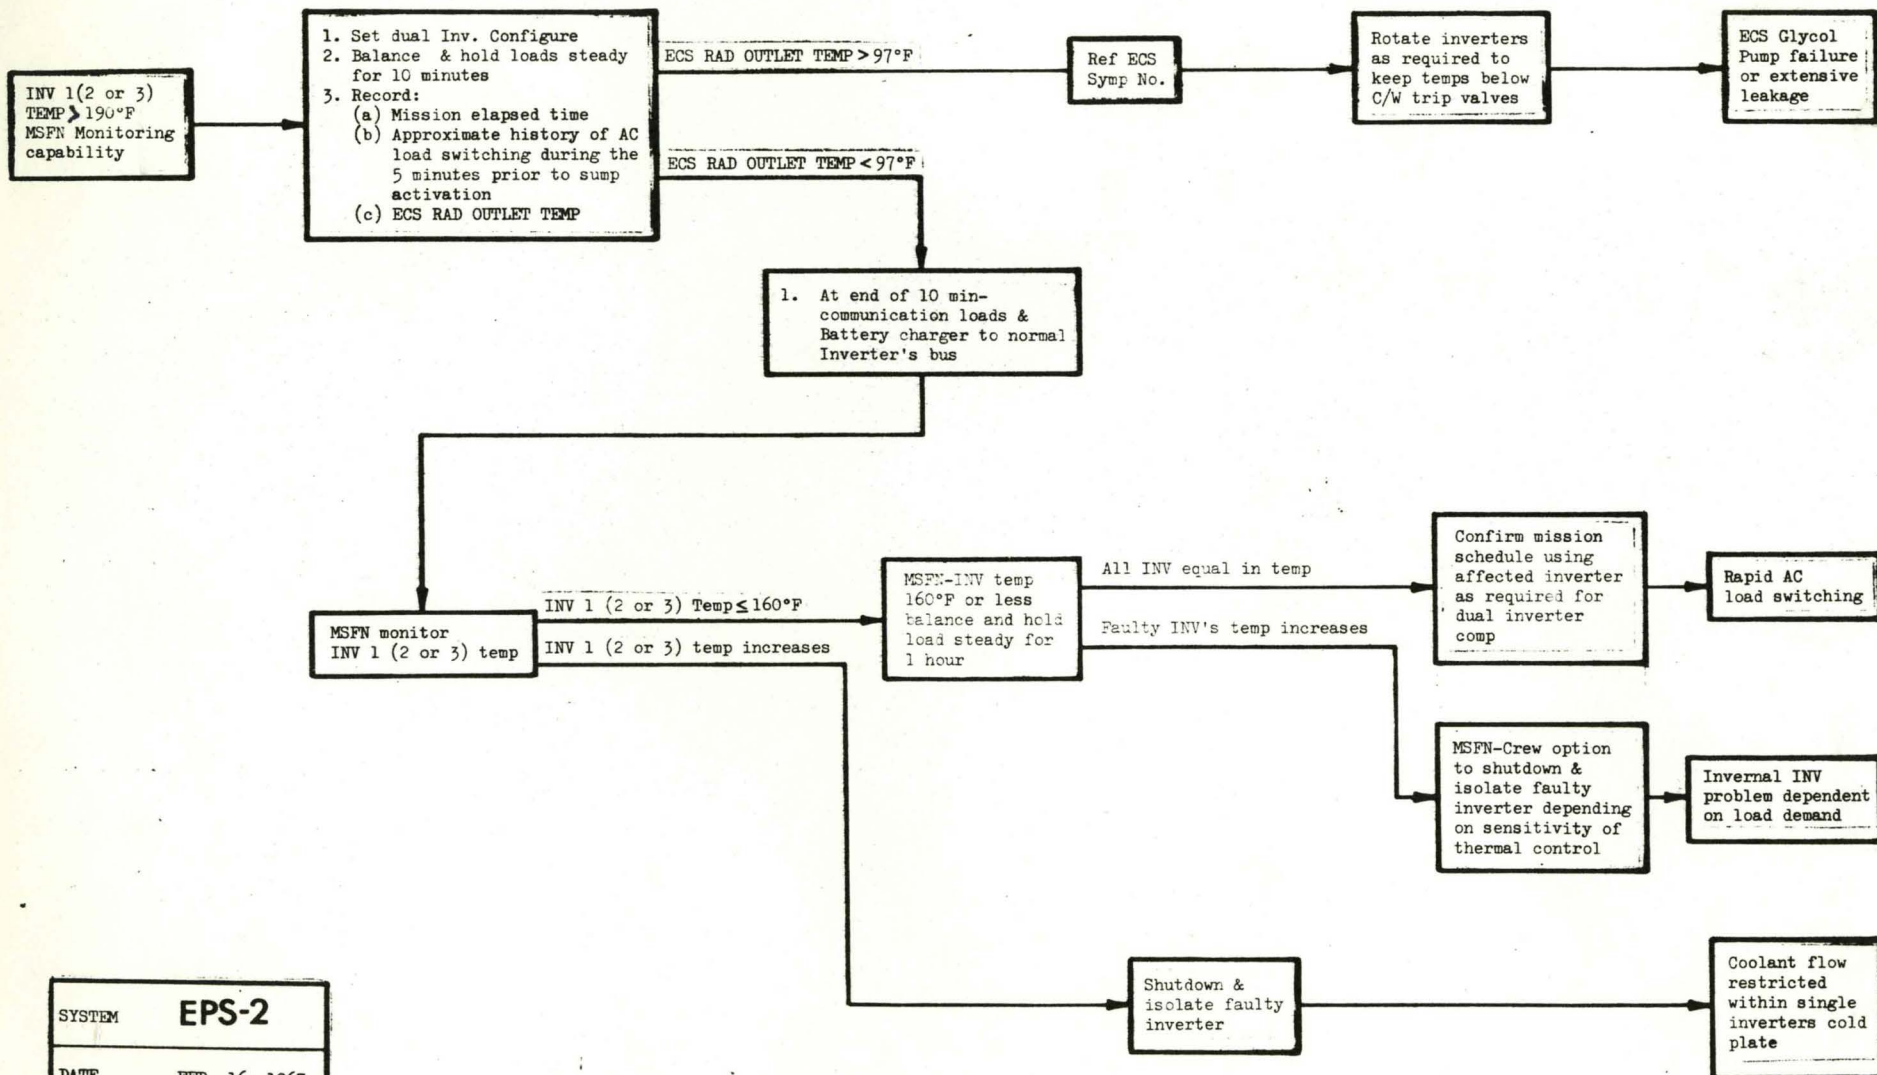 INV 1(2 or 3)
TEMP > 190°F
MSFN Monitoring
capability
1. Set dual Inv. Configure
2. Balance & hold loads steady
for 10 minutes
3. Record:
(a) Mission elapsed time
(b) Approximate history of AC
load switching during the
5 minutes prior to sump
activation
(c) ECS RAD OUTLET TEMP
ECS RAD OUTLET TEMP > 97°F
Ref ECS
Symp No.
Rotate inverters
as required to
keep temps below
C/W trip valves
ECS Glycol
Pump failure
or extensive
leakage
ECS RAD OUTLET TEMP < 97°F
1. At end of 10 min-
communication loads &
Battery charger to normal
Inverter's bus
MSFN monitor
INV 1 (2 or 3) temp
INV 1 (2 or 3) Temp ≤ 160°F
INV 1 (2 or 3) temp increases
MSFN-INV temp
160°F or less
balance and hold
load steady for
1 hour
All INV equal in temp
Faulty INV's temp increases
Confirm mission
schedule using
affected inverter
as required for
dual inverter
comp
Rapid AC
load switching
MSFN-Crew option
to shutdown &
isolate faulty
inverter depending
on sensitivity of
thermal control
Invernal INV
problem dependent
on load demand
Shutdown &
isolate faulty
inverter
Coolant flow
restricted
within single
inverters cold
plate
SYSTEM EPS-2
DATE FEB 16 1967